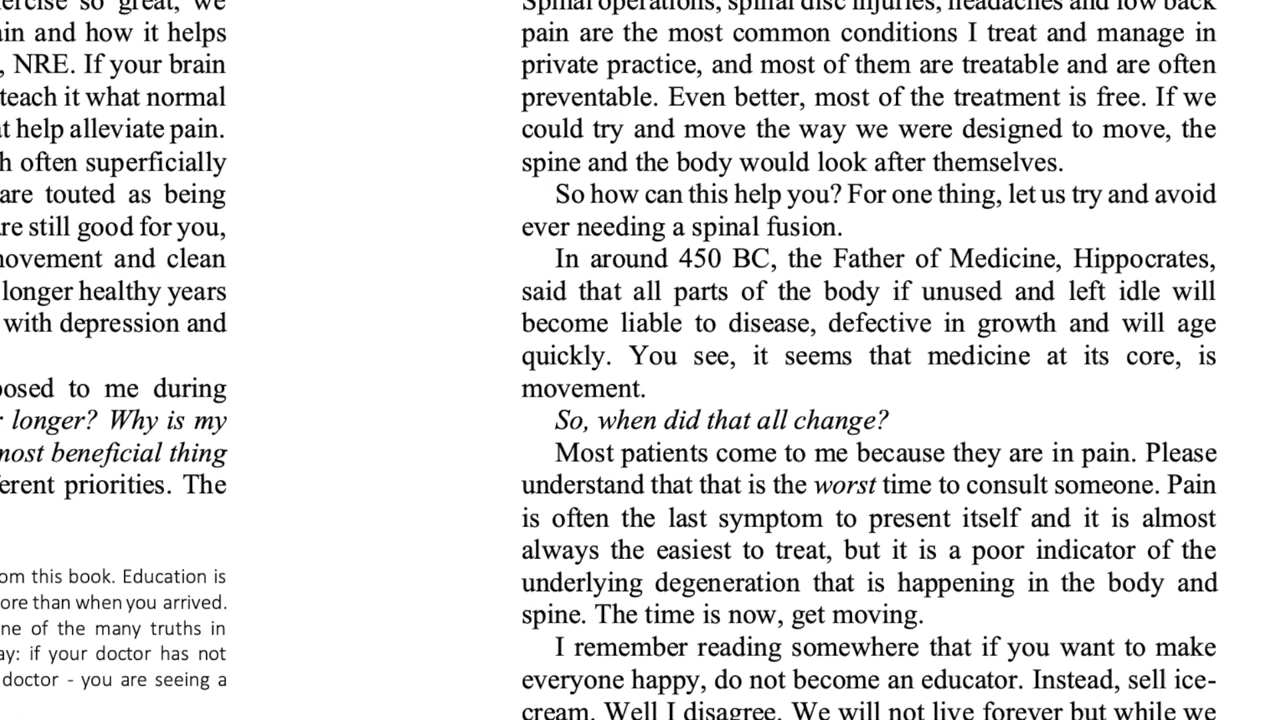 ercise so great, we
ain and how it helps
, NRE. If your brain
teach it what normal
at help alleviate pain.
h often superficially
are touted as being
re still good for you,
movement and clean
longer healthy years
with depression and
posed to me during
r longer? Why is my
most beneficial thing
erent priorities. The
om this book. Education is
ore than when you arrived.
ne of the many truths in
ay: if your doctor has not
doctor - you are seeing a
Spinal operations, spinal disc injuries, headaches and low back
pain are the most common conditions I treat and manage in
private practice, and most of them are treatable and are often
preventable. Even better, most of the treatment is free. If we
could try and move the way we were designed to move, the
spine and the body would look after themselves.
So how can this help you? For one thing, let us try and avoid
ever needing a spinal fusion.
In around 450 BC, the Father of Medicine, Hippocrates,
said that all parts of the body if unused and left idle will
become liable to disease, defective in growth and will age
quickly. You see, it seems that medicine at its core, is
movement.
So, when did that all change?
Most patients come to me because they are in pain. Please
understand that that is the worst time to consult someone. Pain
is often the last symptom to present itself and it is almost
always the easiest to treat, but it is a poor indicator of the
underlying degeneration that is happening in the body and
spine. The time is now, get moving.
I remember reading somewhere that if you want to make
everyone happy, do not become an educator. Instead, sell ice-
cream. Well I disagree. We will not live forever but while we